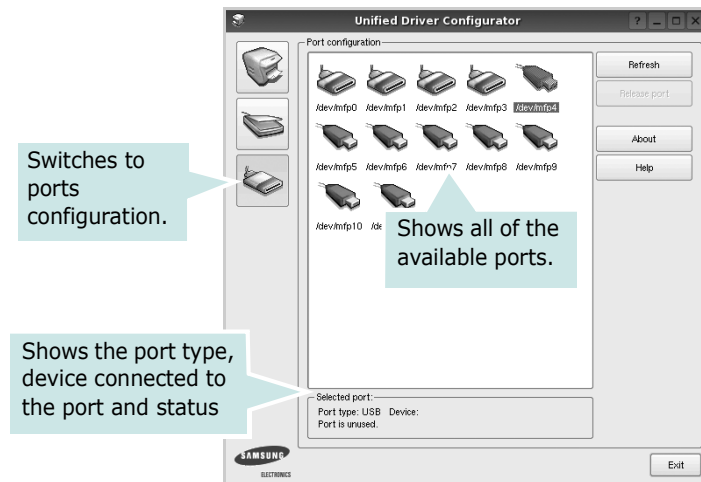 Unified Driver Configurator
Port configuration
Refresh
Release port
About
Help
/dev/mfp0 /dev/mfp1 /dev/mfp2 /dev/mfp3 /dev/mfp4
/dev/mfp5 /dev/mfp6 /dev/mfp7 /dev/mfp8 /dev/mfp9
/dev/mfp10
Switches to
ports
configuration.
Shows all of the
available ports.
Shows the port type,
device connected to
the port and status
Selected port:
Port type: USB Device:
Port is unused.
SAMSUNG
ELECTRONICS
Exit